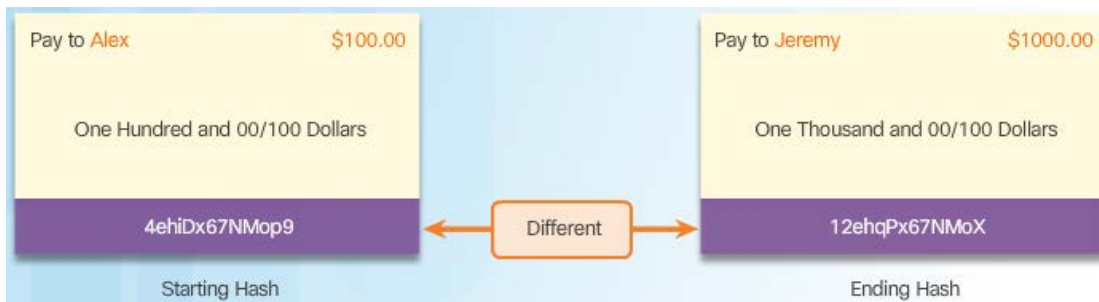 Pay to Alex $100.00
One Hundred and 00/100 Dollars
4ehiDx67NMop9
Starting Hash
Different
Pay to Jeremy $1000.00
One Thousand and 00/100 Dollars
12ehqPx67NMoX
Ending Hash